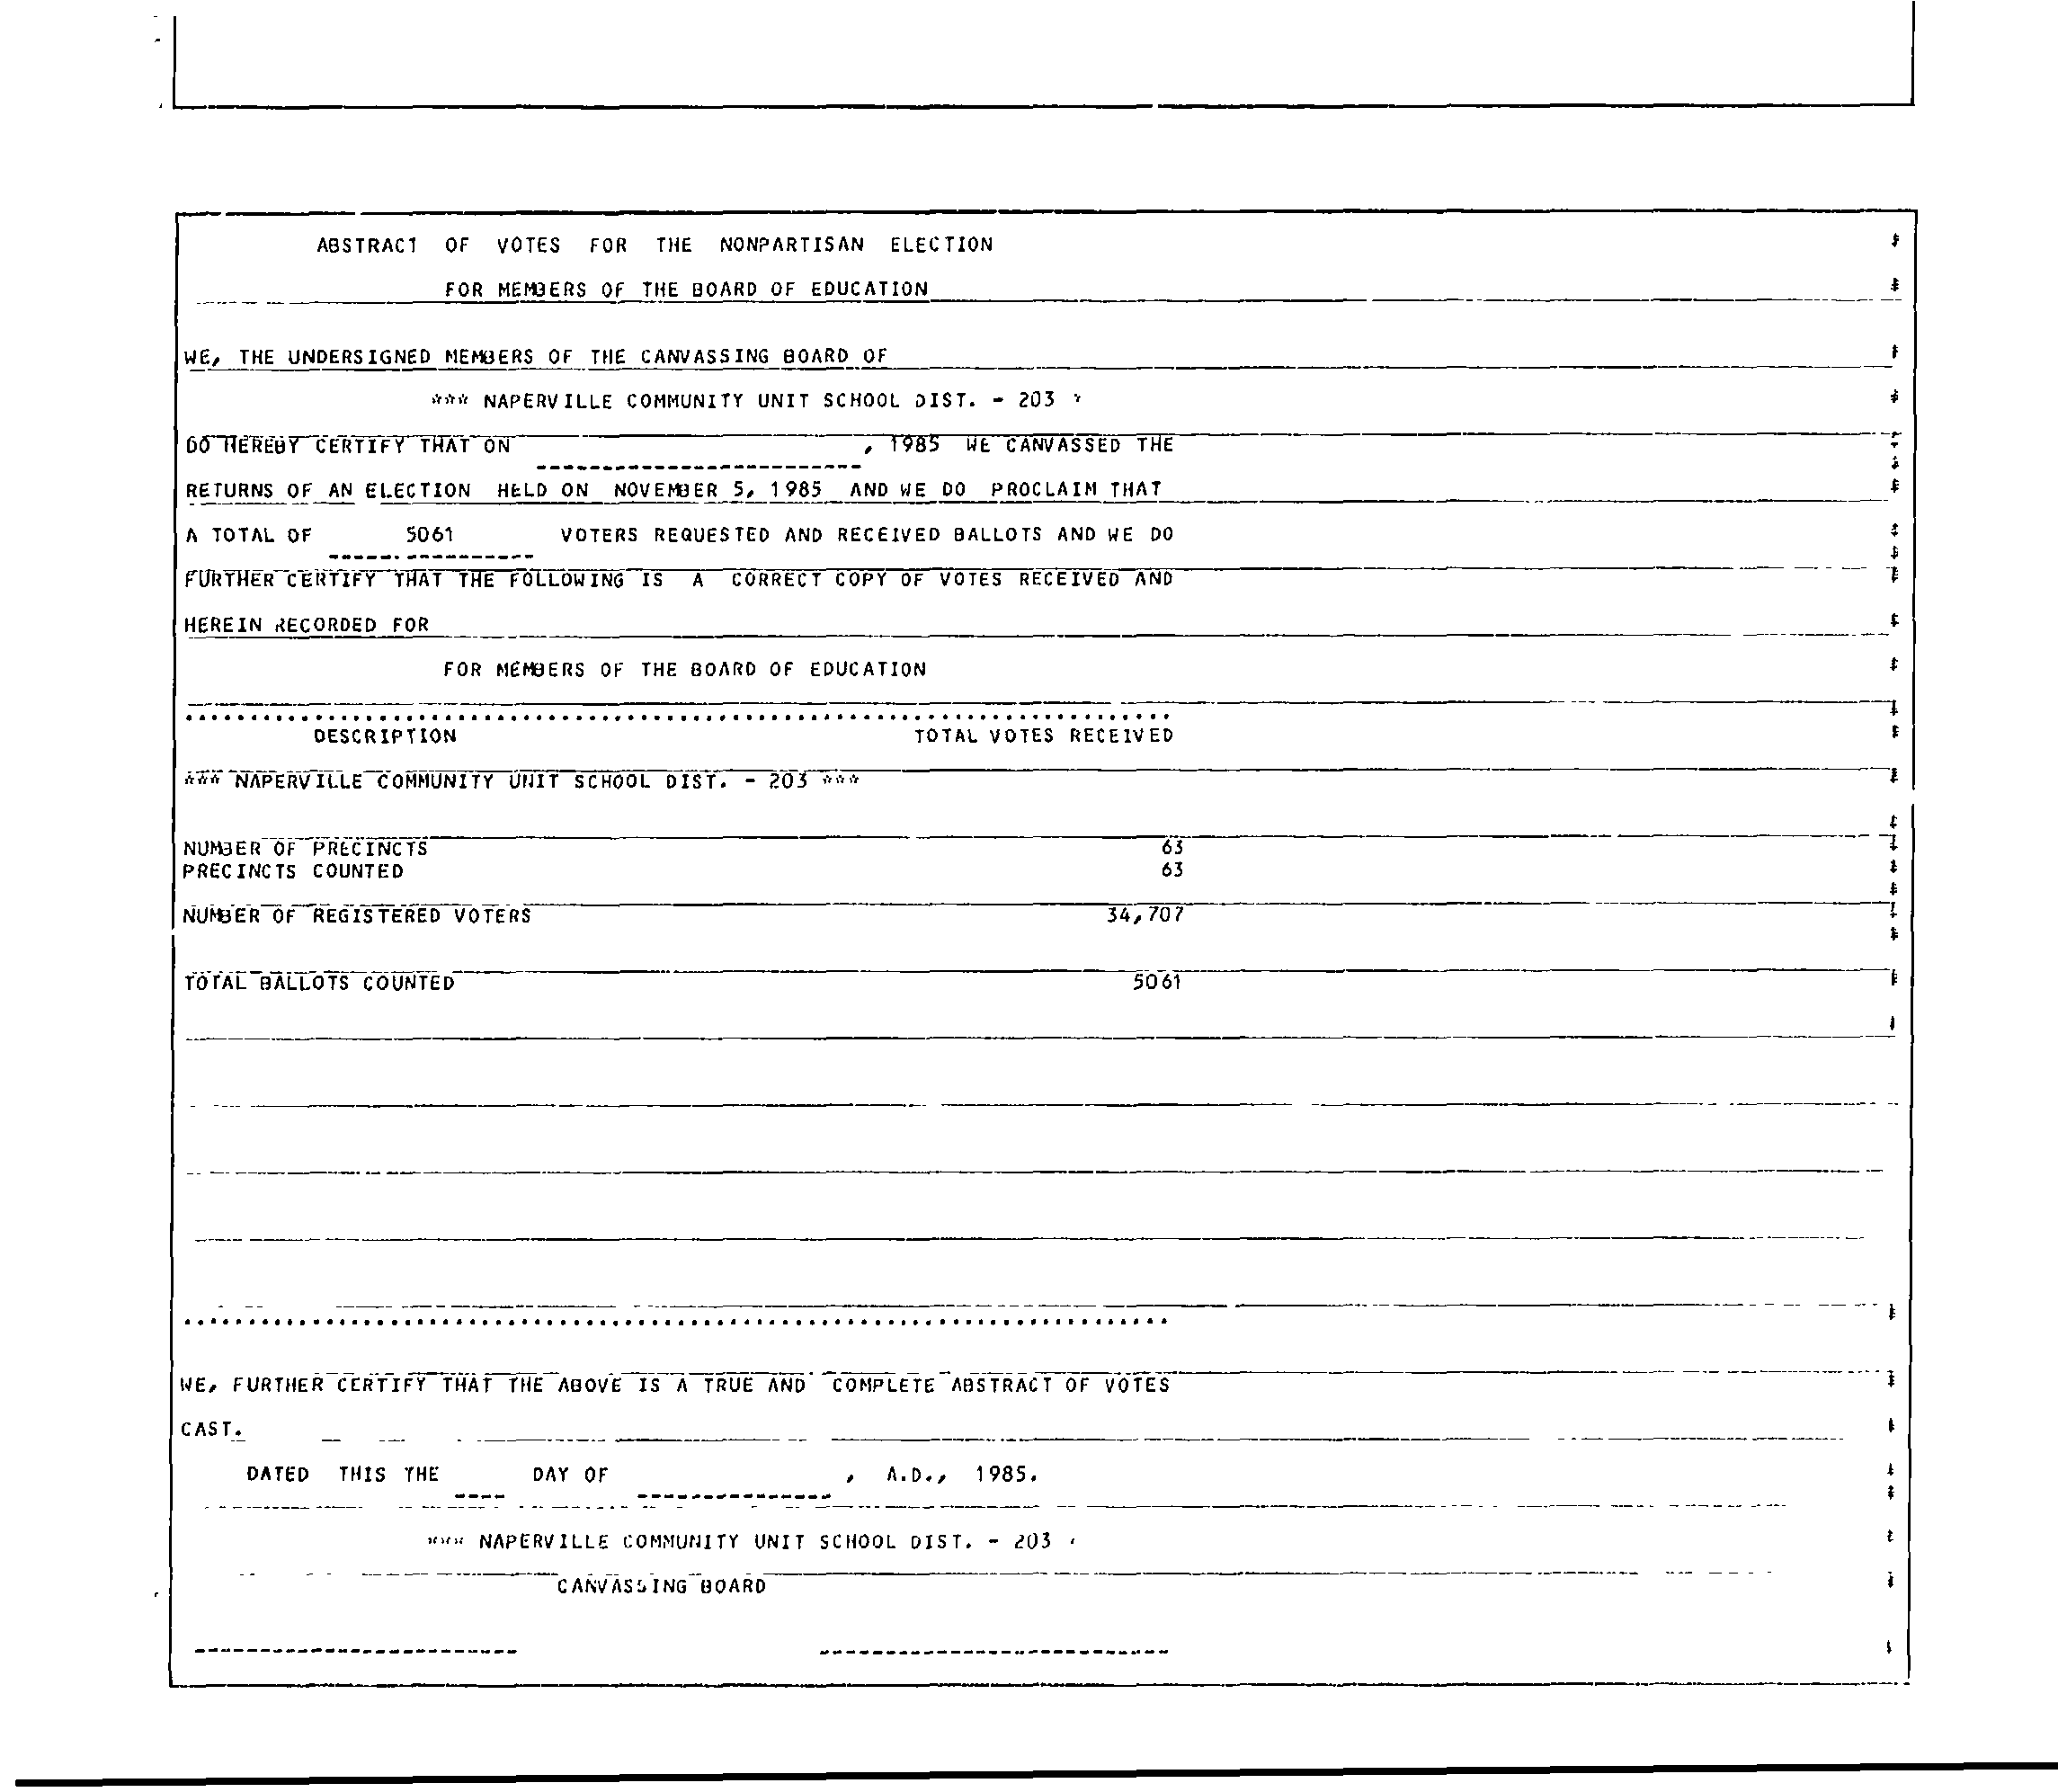 ABSTRACT OF VOTES FOR THE NONPARTISAN ELECTION
FOR MEMBERS OF THE BOARD OF EDUCATION
WE, THE UNDERSIGNED MEMBERS OF THE CANVASSING BOARD OF
*** NAPERVILLE COMMUNITY UNIT SCHOOL DIST. - 203 *
DO HEREBY CERTIFY THAT ON , 1985 WE CANVASSED THE
RETURNS OF AN ELECTION HELD ON NOVEMBER 5, 1985 AND WE DO PROCLAIM THAT
A TOTAL OF 5061 VOTERS REQUESTED AND RECEIVED BALLOTS AND WE DO
FURTHER CERTIFY THAT THE FOLLOWING IS A CORRECT COPY OF VOTES RECEIVED AND
HEREIN RECORDED FOR
FOR MEMBERS OF THE BOARD OF EDUCATION
DESCRIPTION TOTAL VOTES RECEIVED
*** NAPERVILLE COMMUNITY UNIT SCHOOL DIST. - 203 ***
NUMBER OF PRECINCTS 63
PRECINCTS COUNTED 63
NUMBER OF REGISTERED VOTERS 34,707
TOTAL BALLOTS COUNTED 5061
WE, FURTHER CERTIFY THAT THE ABOVE IS A TRUE AND COMPLETE ABSTRACT OF VOTES
CAST.
DATED THIS THE DAY OF , A.D., 1985.
*** NAPERVILLE COMMUNITY UNIT SCHOOL DIST. - 203 *
CANVASSING BOARD